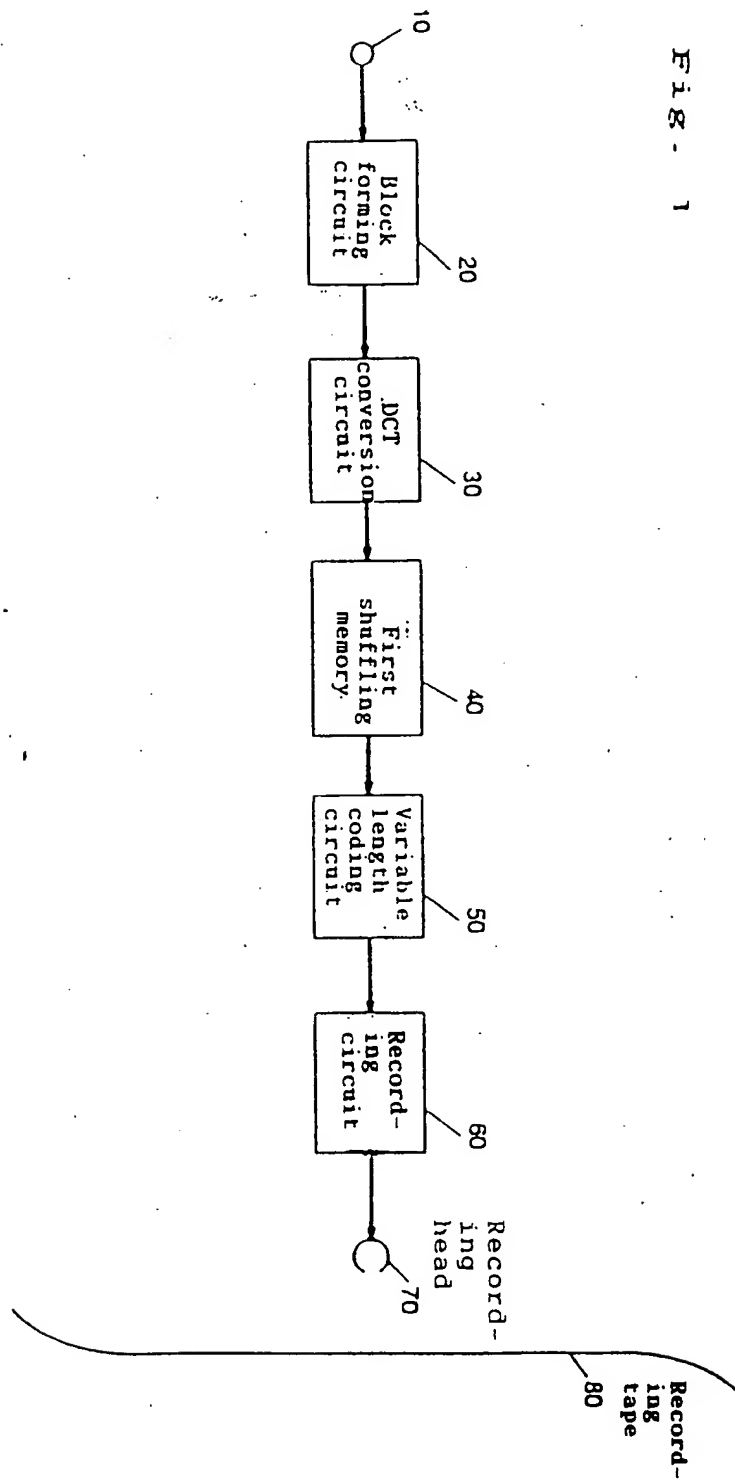 Fig. 1
10
Block
forming
circuit
20
DCT
conversion
circuit
30
First
shuffling
memory
40
Variable
length
coding
circuit
50
Record-
ing
circuit
60
Record-
ing
head
70
Record-
ing
tape
80